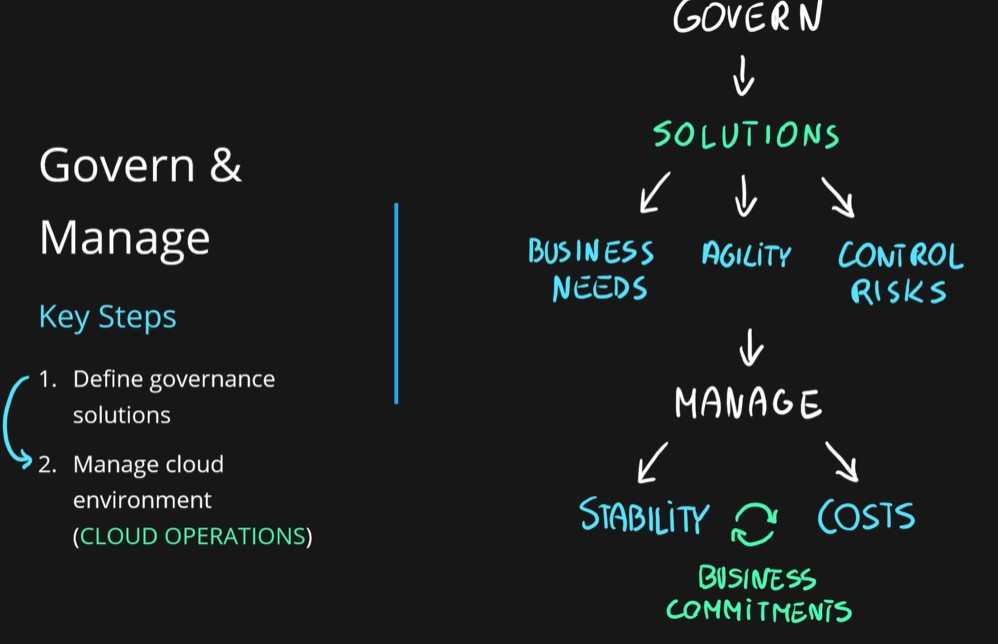 Govern &
Manage
Key Steps
1. Define governance
solutions
2. Manage cloud
environment
(CLOUD OPERATIONS)
GOVERN
SOLUTIONS
BUSINESS
NEEDS
AGILITY
CONTROL
RISKS
MANAGE
STABILITY
COSTS
BUSINESS
COMMITMENTS